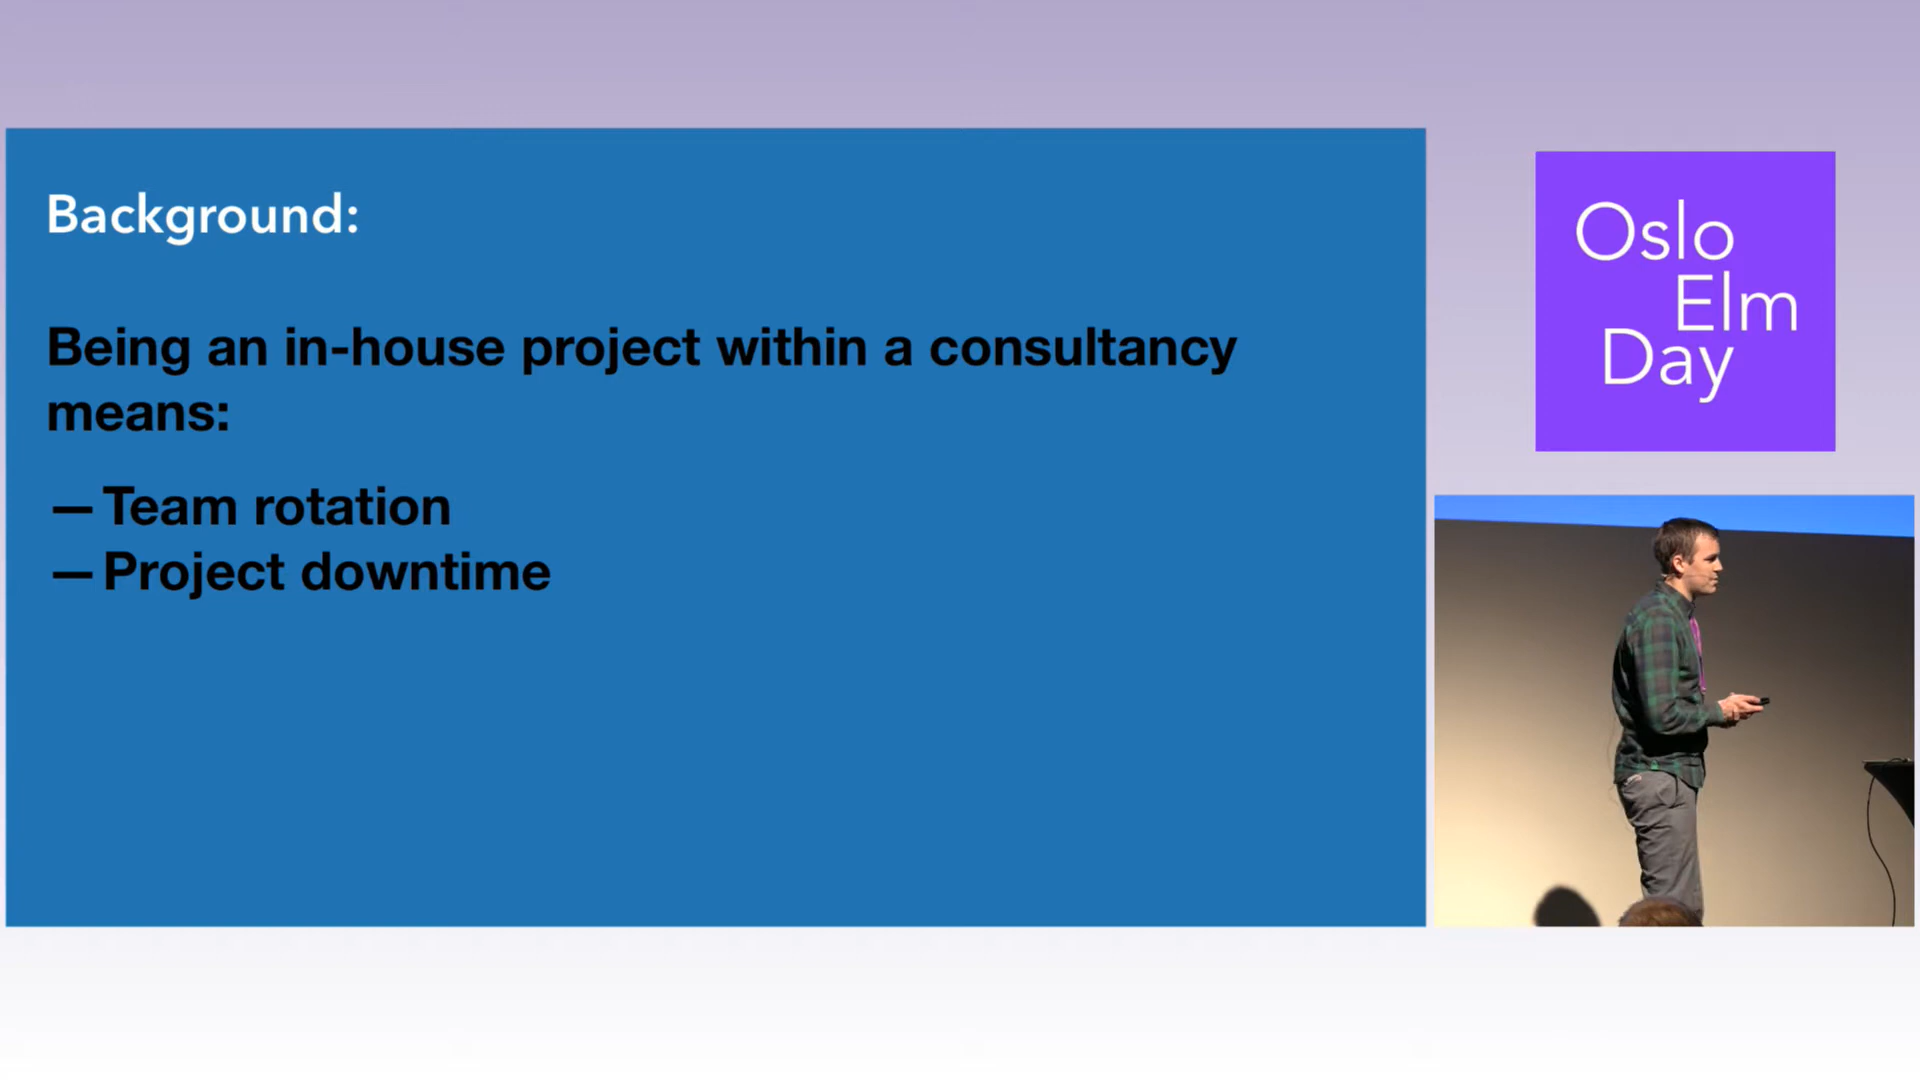 Background:
Being an in-house project within a consultancy
means:
— Team rotation
— Project downtime
Oslo
Elm
Day